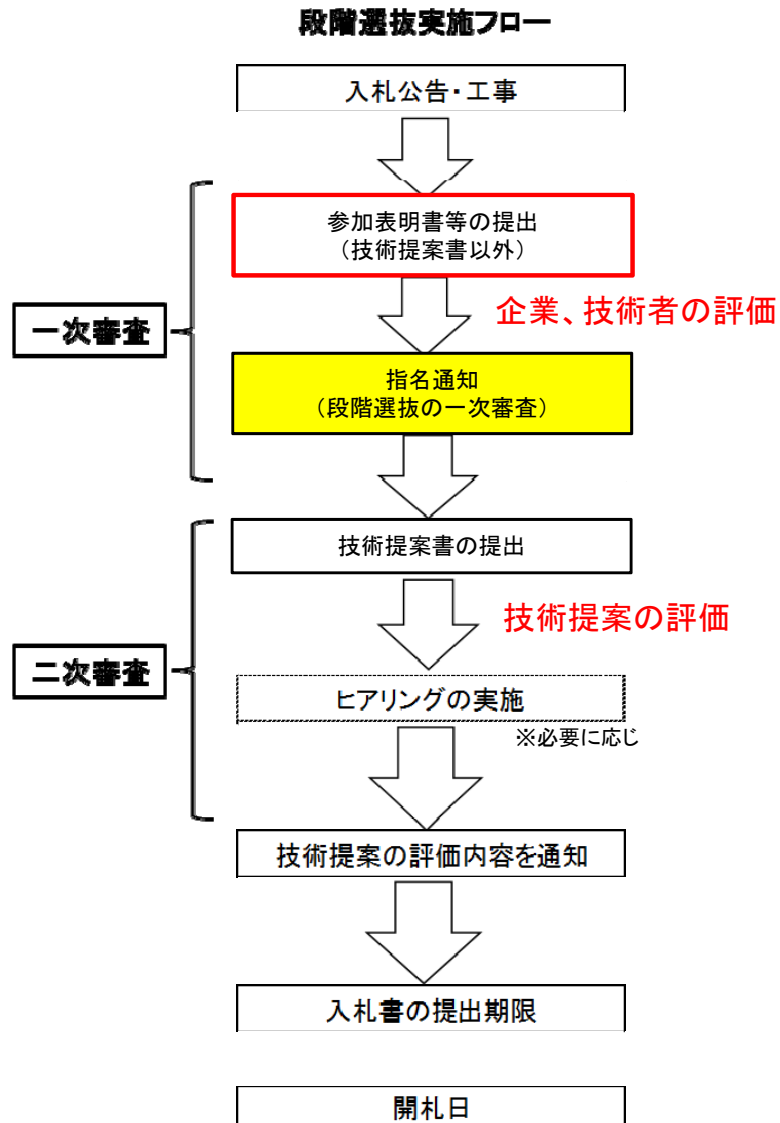 段階選抜実施フロー
入札公告・工事
参加表明書等の提出
（技術提案書以外）
企業、技術者の評価
一次審査
指名通知
（段階選抜の一次審査）
技術提案書の提出
技術提案の評価
二次審査
ヒアリングの実施
※必要に応じ
技術提案の評価内容を通知
入札書の提出期限
開札日